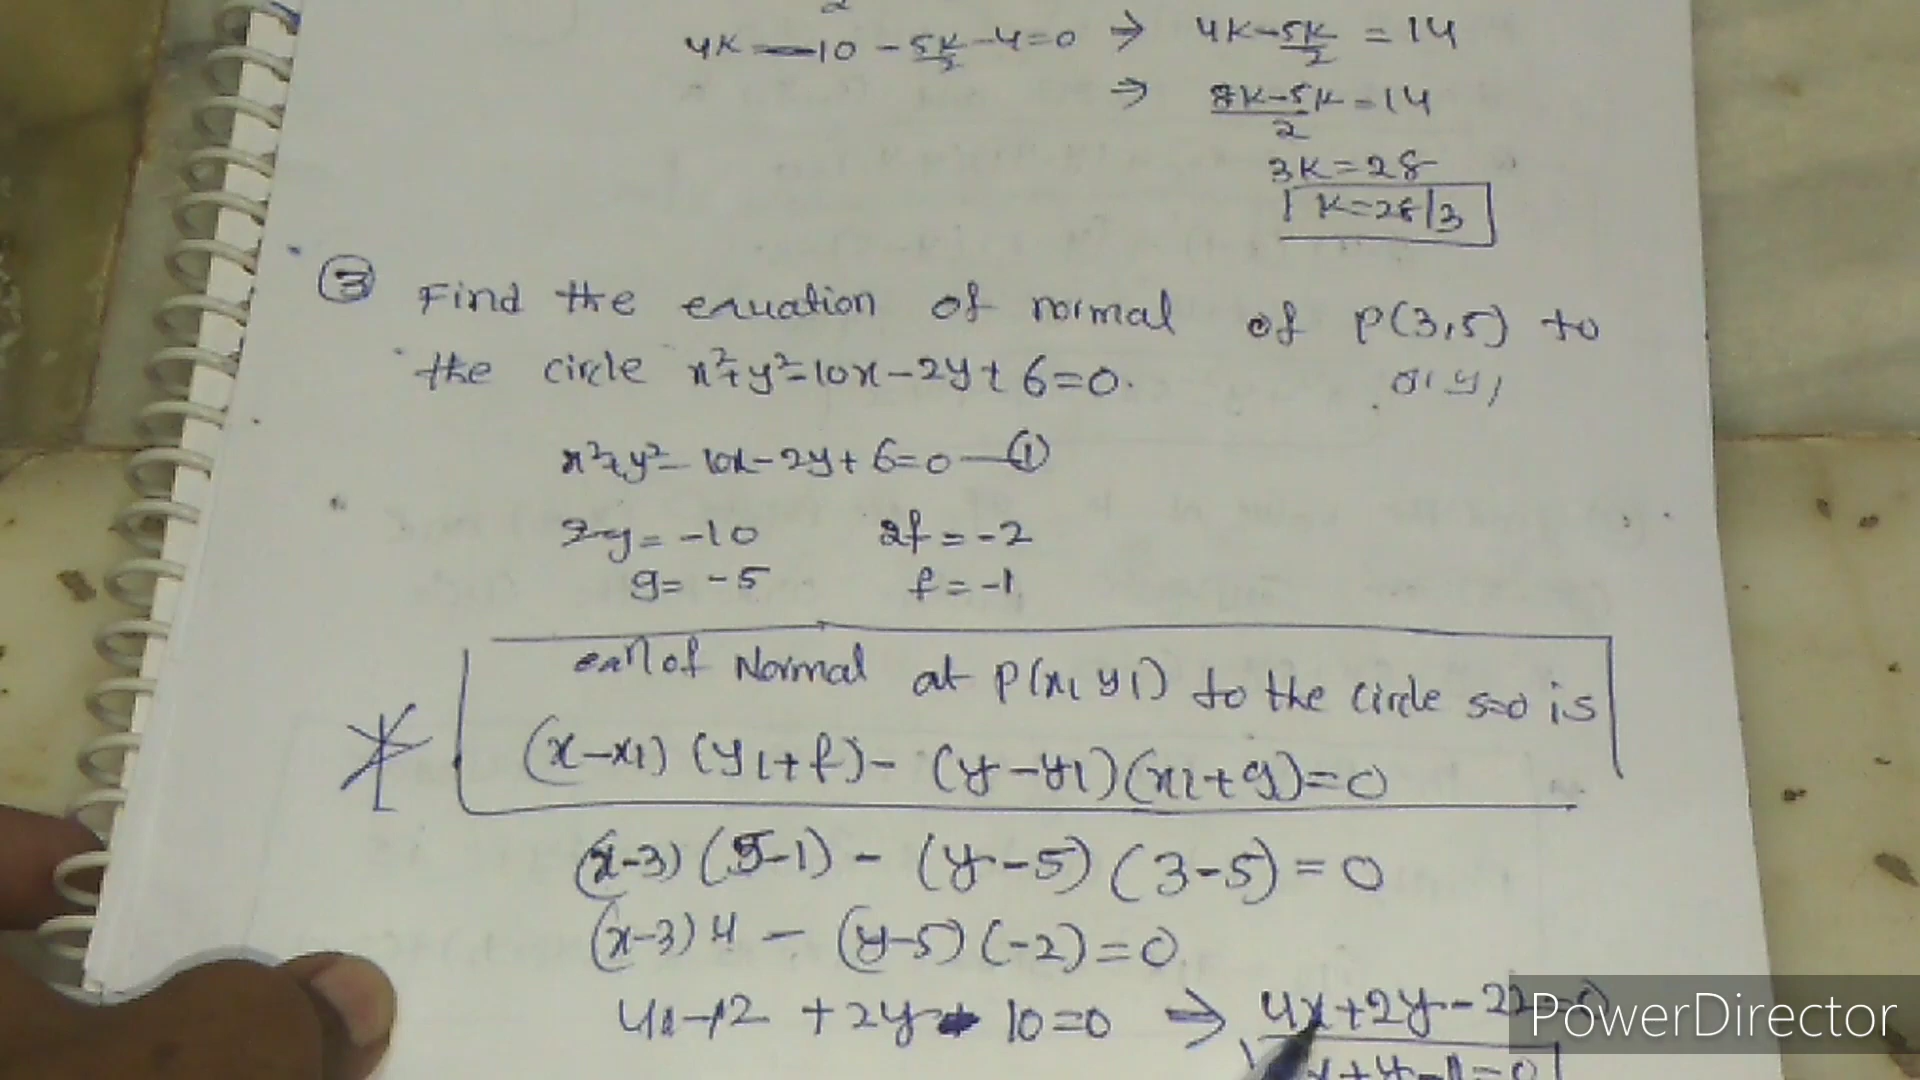 4K - 10 - 5K/2 - 4 = 0 ⇒ 4K - 5K/2 = 14
⇒ 8K - 5K/2 = 14
3K = 28
K = 28/3
③ Find the equation of normal of P(3,5) to
the circle x²+y²-10x-2y+6=0.
x1 y1
x²+y²-10x-2y+6=0 — ①
2g = -10 2f = -2
g = -5 f = -1
eqn of Normal at P(x1 y1) to the circle s=0 is
(x-x1) (y1+f) - (y-y1) (x1+g) = 0
(x-3) (5-1) - (y-5) (3-5) = 0
(x-3) 4 - (y-5) (-2) = 0
4x-12 + 2y - 10 = 0 ⇒ 4x+2y-22=0
PowerDirector